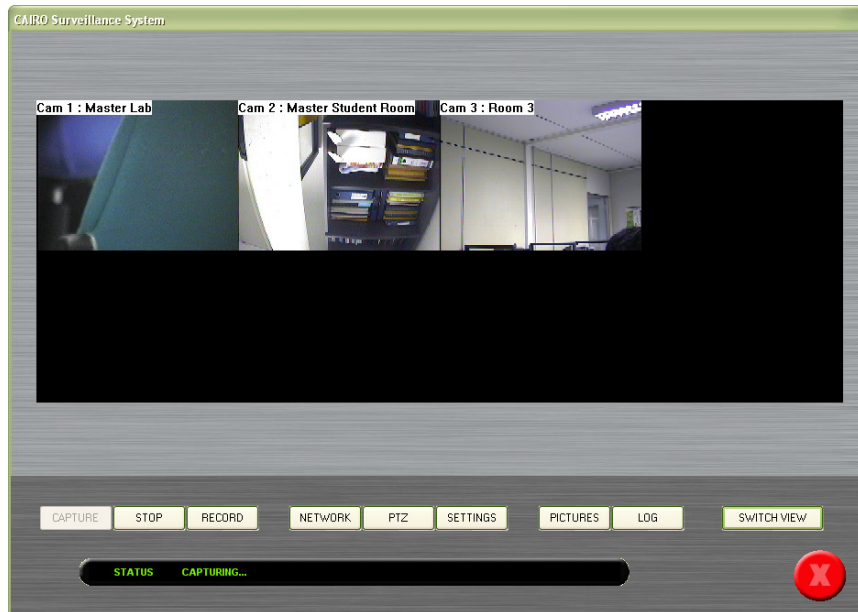 CAIRO Surveillance System
Cam 1 : Master Lab
Cam 2 : Master Student Room
Cam 3 : Room 3
CAPTURE
STOP
RECORD
NETWORK
PTZ
SETTINGS
PICTURES
LOG
SWITCH VIEW
STATUS CAPTURING...
X